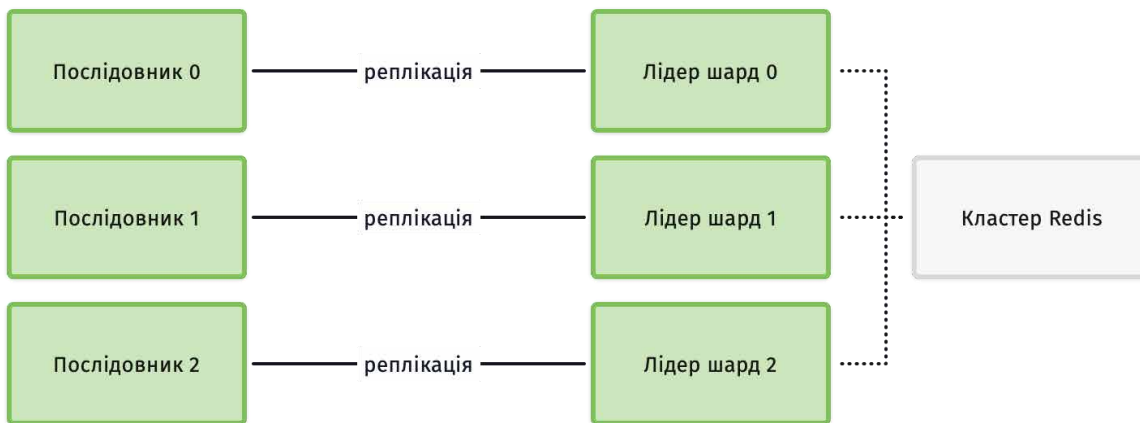 Послідовник 0
реплікація
Лідер шард 0
Послідовник 1
реплікація
Лідер шард 1
Кластер Redis
Послідовник 2
реплікація
Лідер шард 2